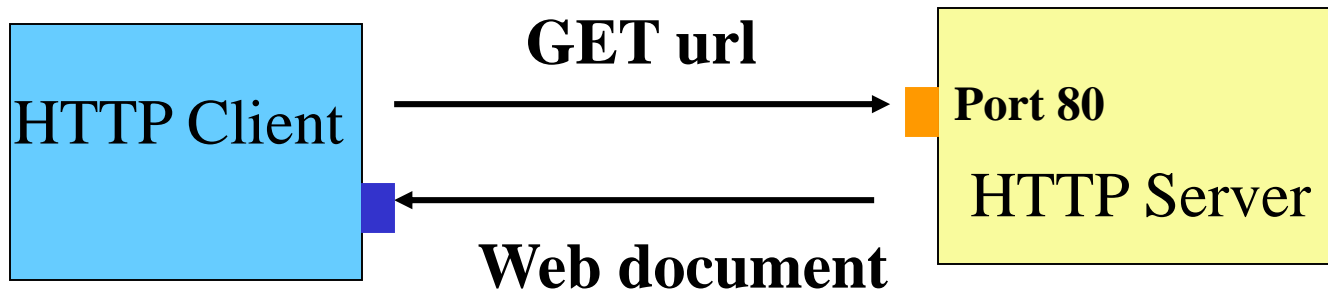 GET url
HTTP Client
Port 80
HTTP Server
Web document